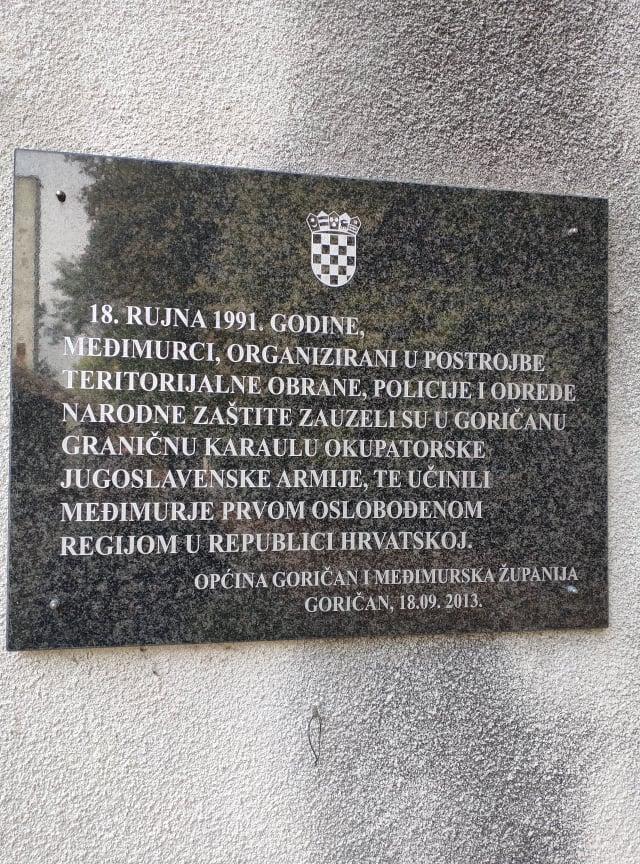 18. RUJNA 1991. GODINE,
MEĐIMURCI, ORGANIZIRANI U POSTROJBE
TERITORIJALNE OBRANE, POLICIJE I ODREDE
NARODNE ZAŠTITE ZAUZELI SU U GORIČANU
GRANIČNU KARAULU OKUPATORSKE
JUGOSLAVENSKE ARMIJE, TE UČINILI
MEĐIMURJE PRVOM OSLOBOĐENOM
REGIJOM U REPUBLICI HRVATSKOJ.
OPĆINA GORIČAN I MEĐIMURSKA ŽUPANIJA
GORIČAN, 18.09. 2013.